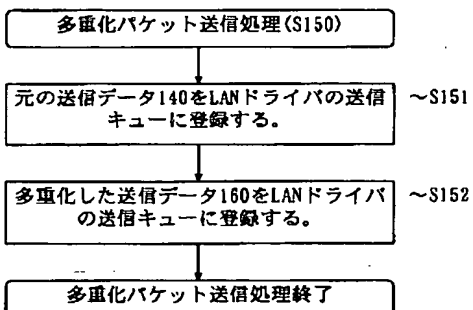 多重化パケット送信処理(S150)
元の送信データ140をLANドライバの送信
キューに登録する。
～S151
多重化した送信データ160をLANドライバ
の送信キューに登録する。
～S152
多重化パケット送信処理終了